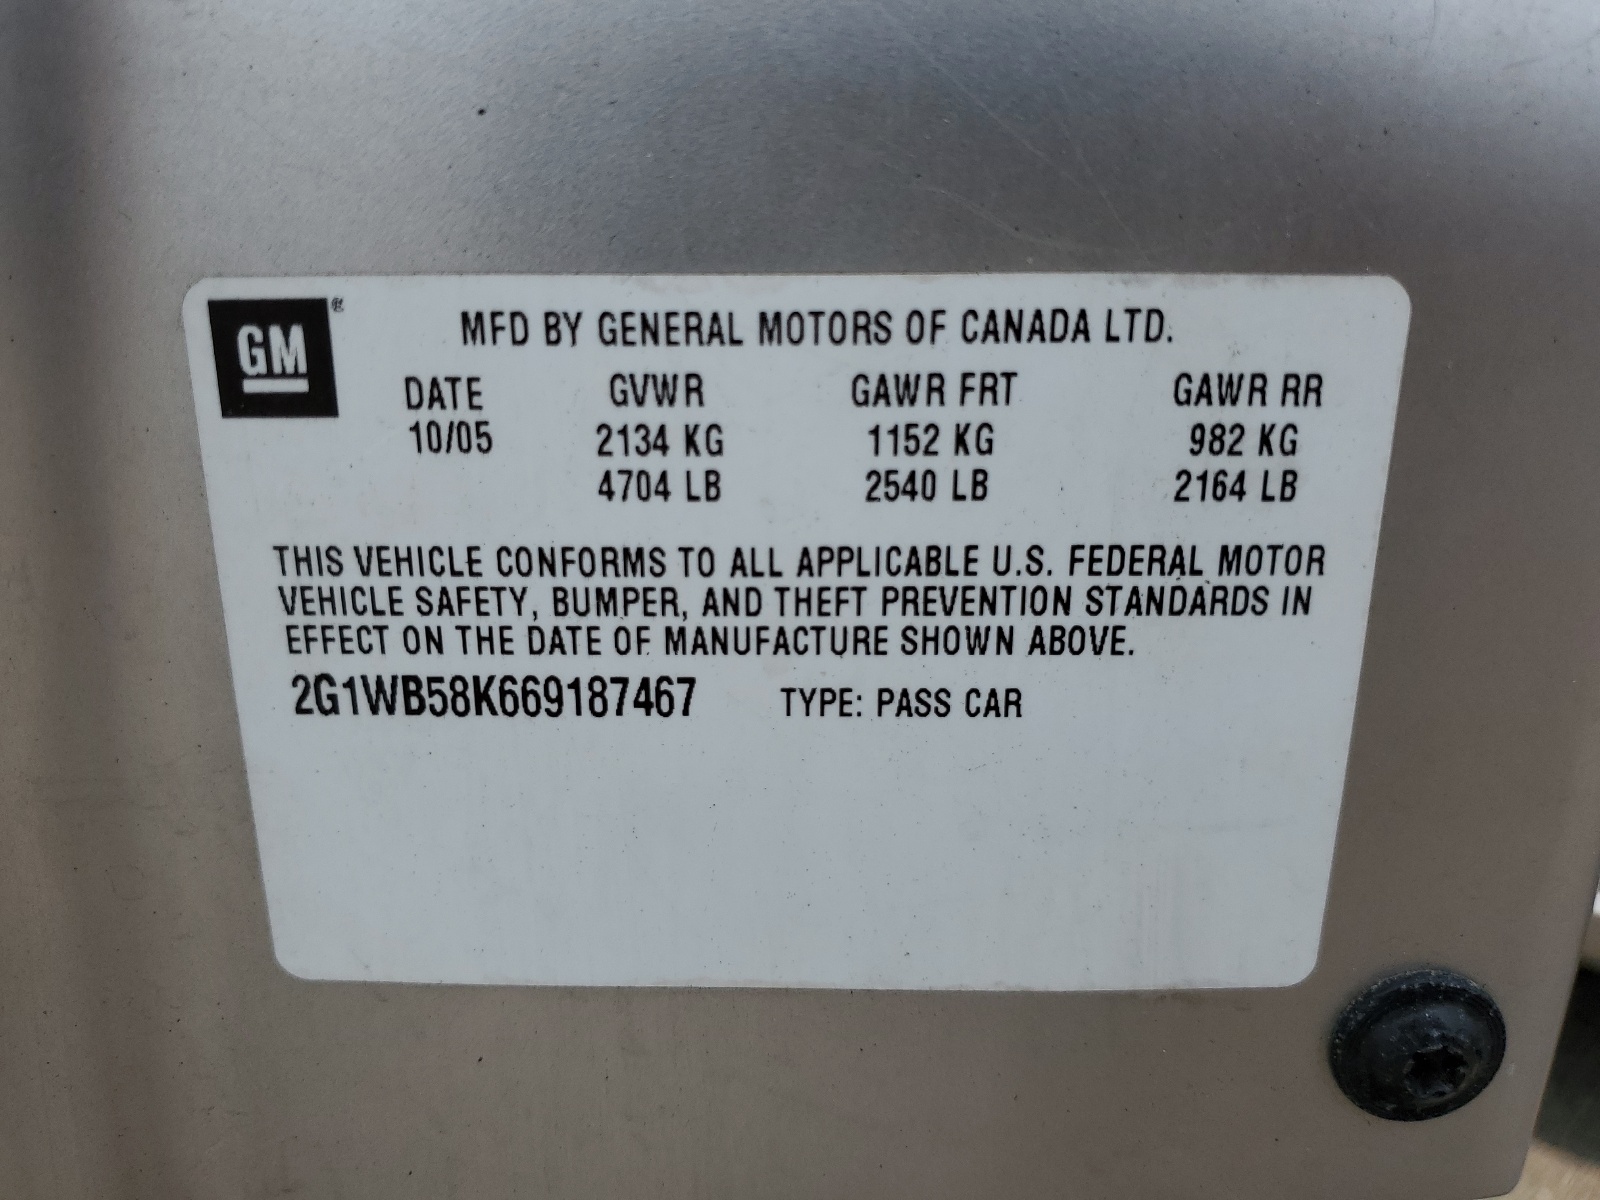 GM®
MFD BY GENERAL MOTORS OF CANADA LTD.
DATE GVWR GAWR FRT GAWR RR
10/05 2134 KG 1152 KG 982 KG
4704 LB 2540 LB 2164 LB
THIS VEHICLE CONFORMS TO ALL APPLICABLE U.S. FEDERAL MOTOR
VEHICLE SAFETY, BUMPER, AND THEFT PREVENTION STANDARDS IN
EFFECT ON THE DATE OF MANUFACTURE SHOWN ABOVE.
2G1WB58K669187467 TYPE: PASS CAR